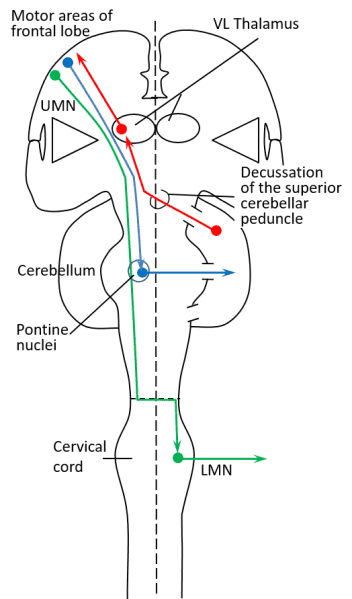 Motor areas of
frontal lobe
VL Thalamus
UMN
Decussation
of the superior
cerebellar
peduncle
Cerebellum
Pontine
nuclei
Cervical
cord
LMN